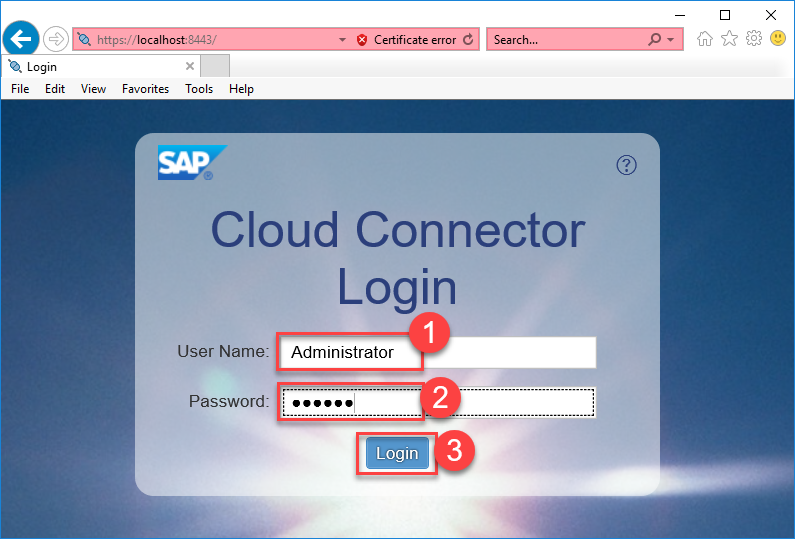 https://localhost:8443/
Certificate error
Search...
Login
File Edit View Favorites Tools Help
SAP®
?
Cloud Connector
Login
1
User Name: Administrator
2
Password: ●●●●●●
3
Login